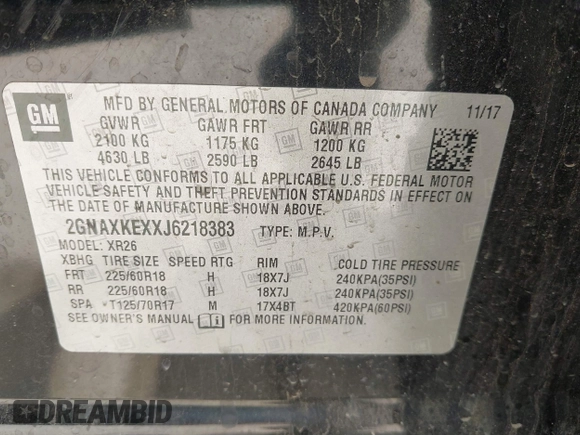 GM
MFD BY GENERAL MOTORS OF CANADA COMPANY 11/17
GVWR GAWR FRT GAWR RR
2100 KG 1175 KG 1200 KG
4630 LB 2590 LB 2645 LB
THIS VEHICLE CONFORMS TO ALL APPLICABLE U.S. FEDERAL MOTOR
VEHICLE SAFETY AND THEFT PREVENTION STANDARDS IN EFFECT ON
THE DATE OF MANUFACTURE SHOWN ABOVE.
2GNAXKEXXJ6218383 TYPE: M.P.V.
MODEL: XR26
XBHG TIRE SIZE SPEED RTG RIM COLD TIRE PRESSURE
FRT 225/60R18 H 18X7J 240KPA(35PSI)
RR 225/60R18 H 18X7J 240KPA(35PSI)
SPA T125/70R17 M 17X4BT 420KPA(60PSI)
SEE OWNER'S MANUAL FOR MORE INFORMATION
DREAMBID